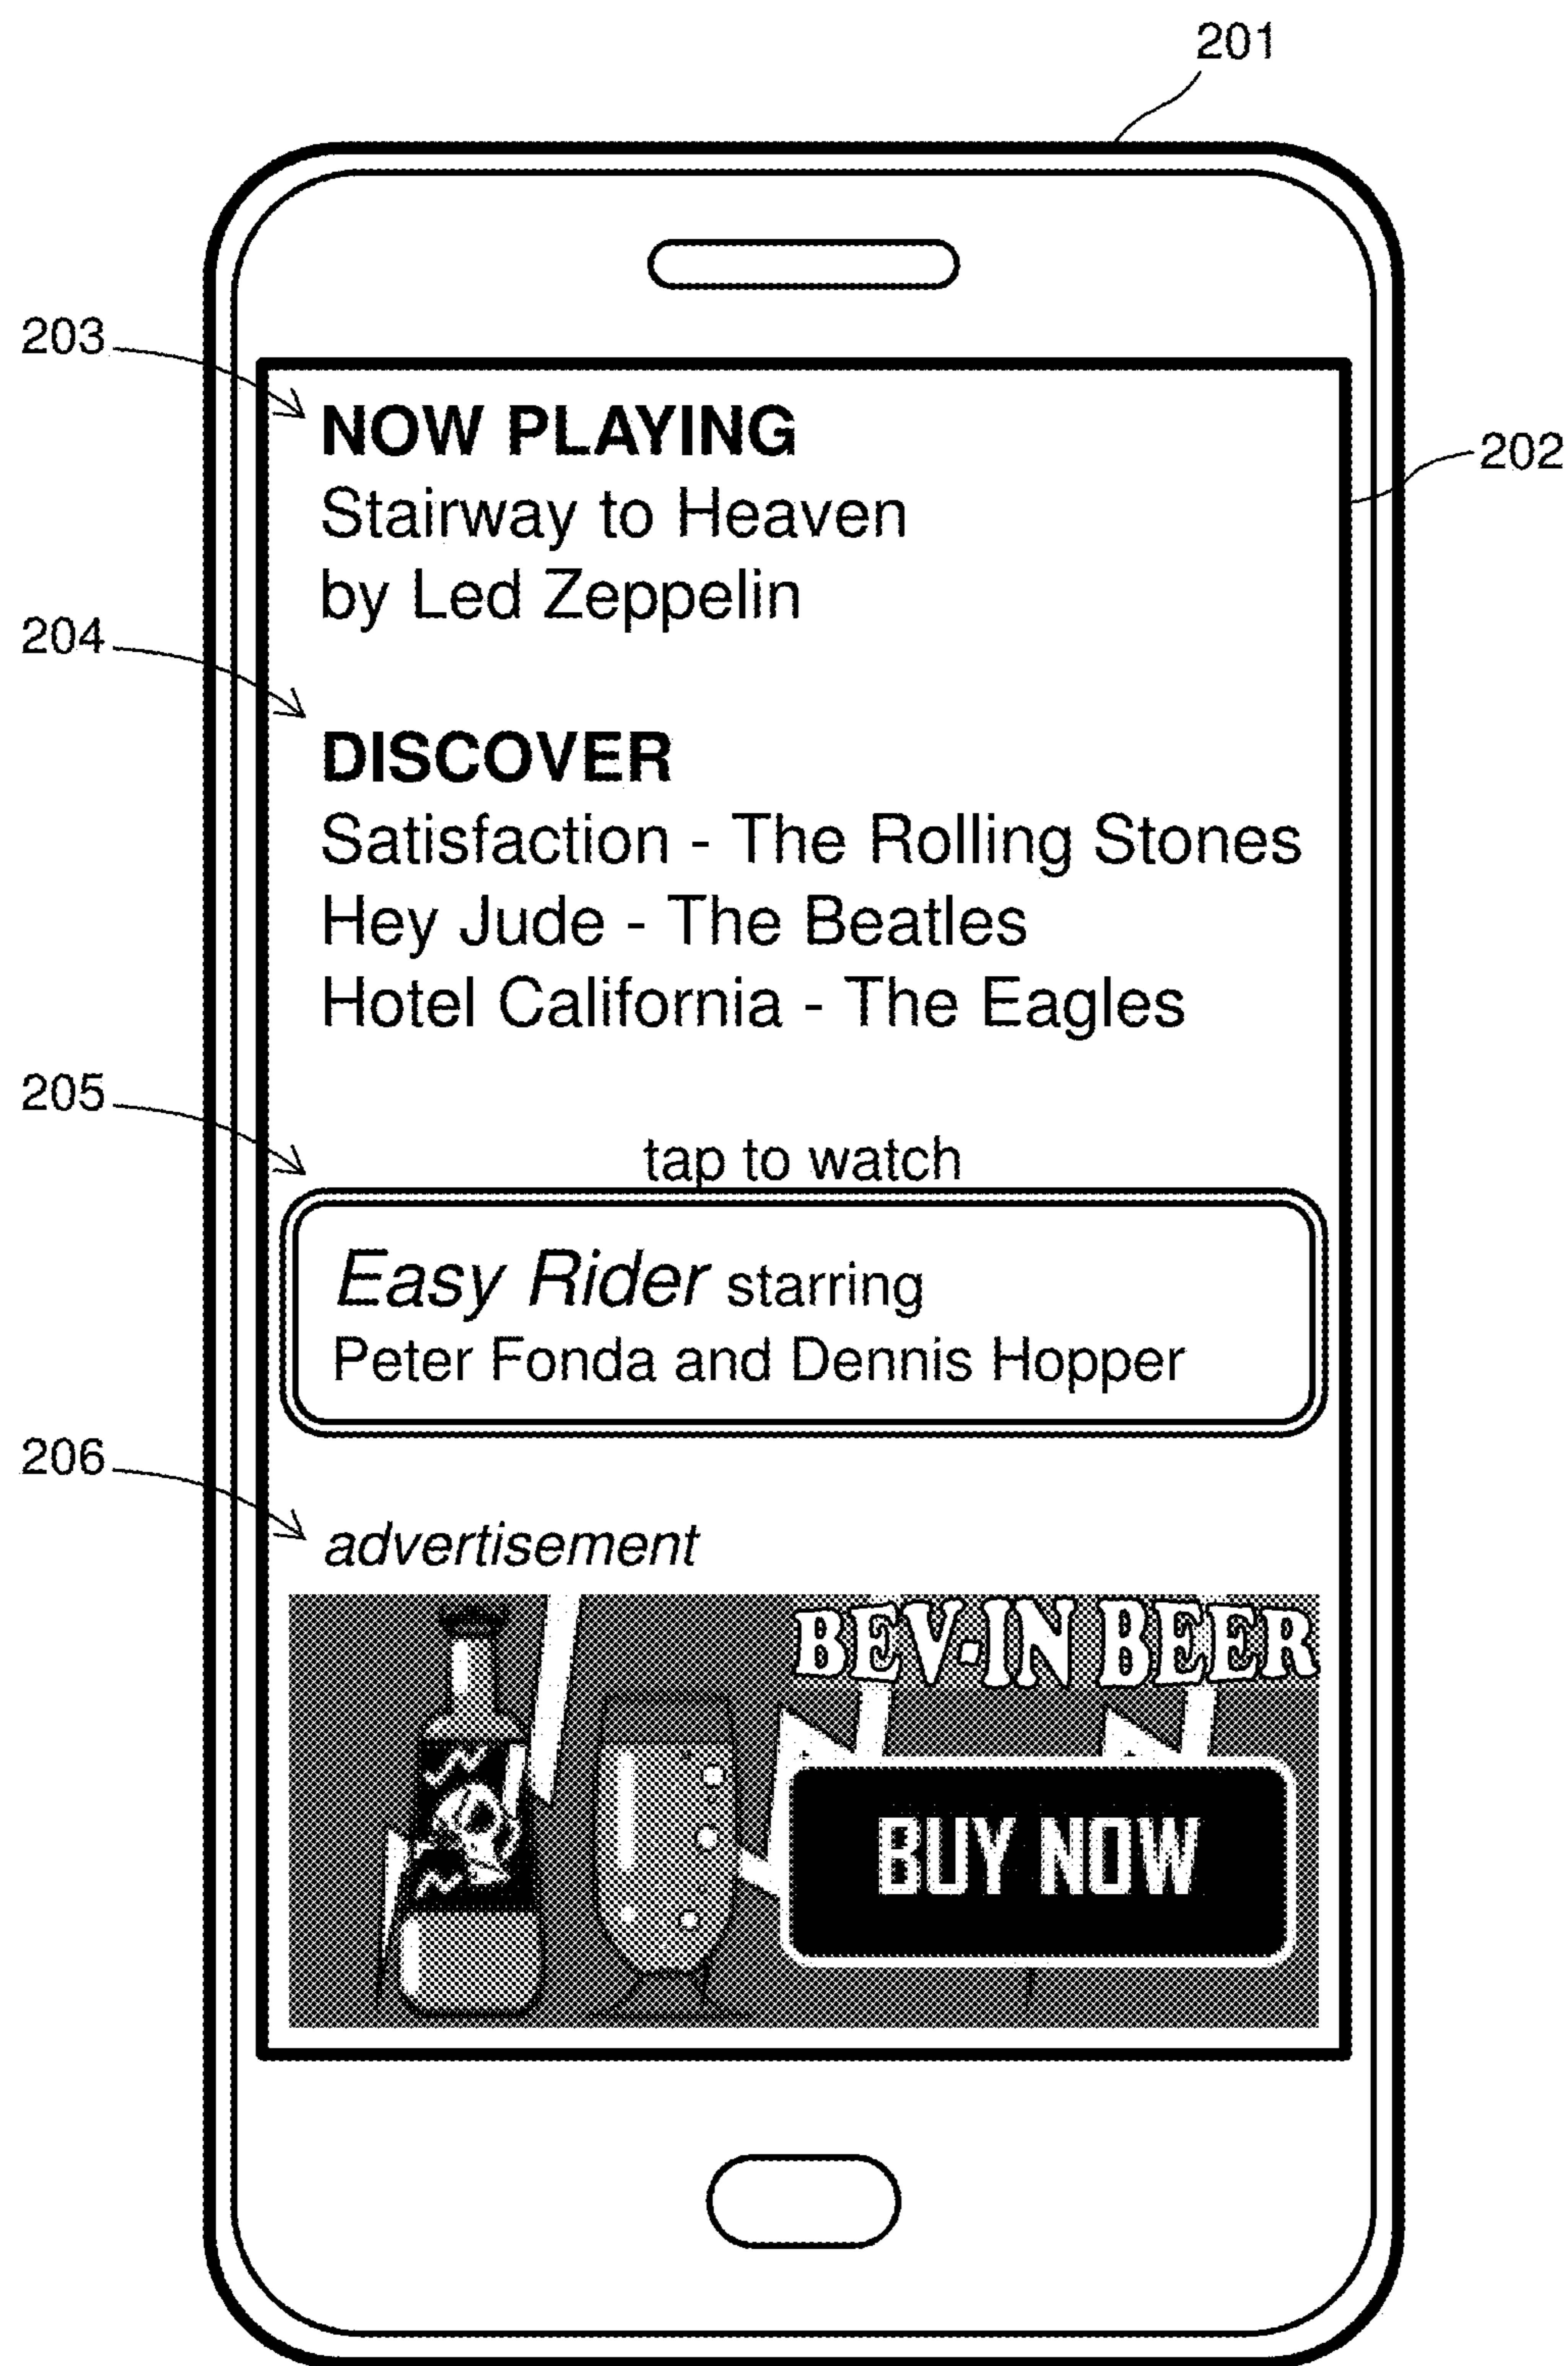 201
203
NOW PLAYING
202
Stairway to Heaven
by Led Zeppelin
204
DISCOVER
Satisfaction - The Rolling Stones
Hey Jude - The Beatles
Hotel California - The Eagles
205
tap to watch
Easy Rider starring
Peter Fonda and Dennis Hopper
206
advertisement
BEV-IN BEER
BUY NOW